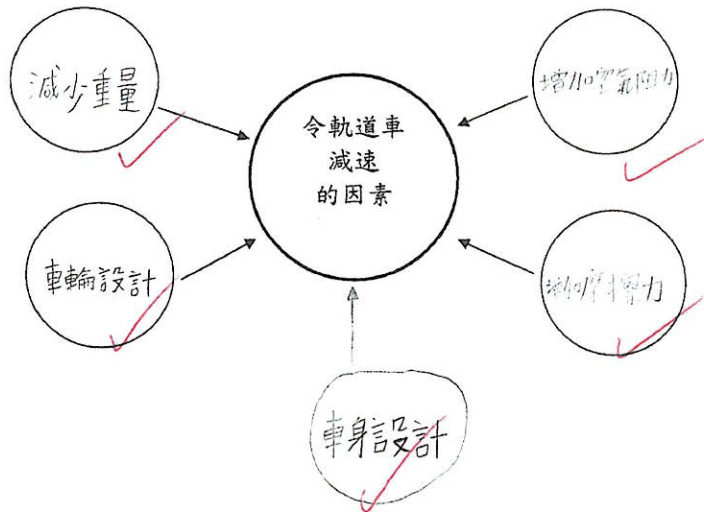 減少重量
令軌道車
減速
的因素
增加空氣阻力
車輪設計
增加摩擦力
車身設計